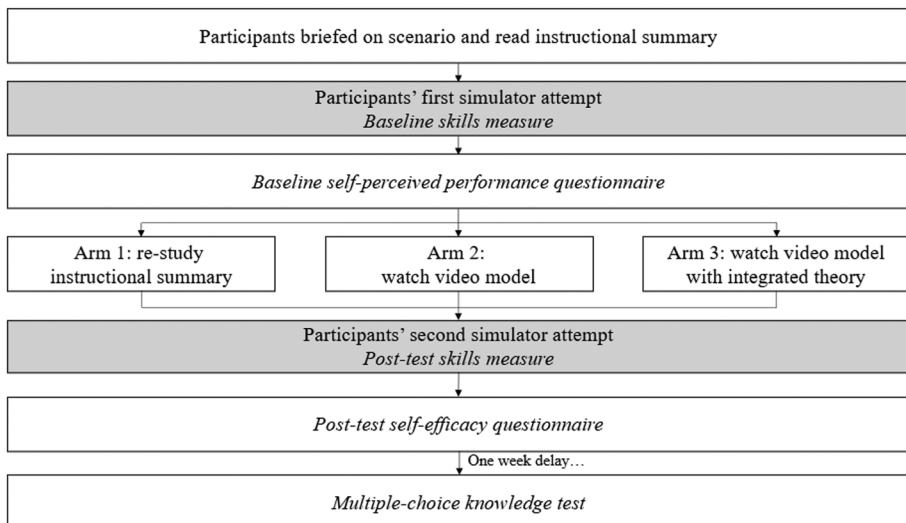 Participants briefed on scenario and read instructional summary
Participants’ first simulator attempt
Baseline skills measure
Baseline self-perceived performance questionnaire
Arm 1: re-study
instructional summary
Arm 2:
watch video model
Arm 3: watch video model
with integrated theory
Participants’ second simulator attempt
Post-test skills measure
Post-test self-efficacy questionnaire
One week delay…
Multiple-choice knowledge test